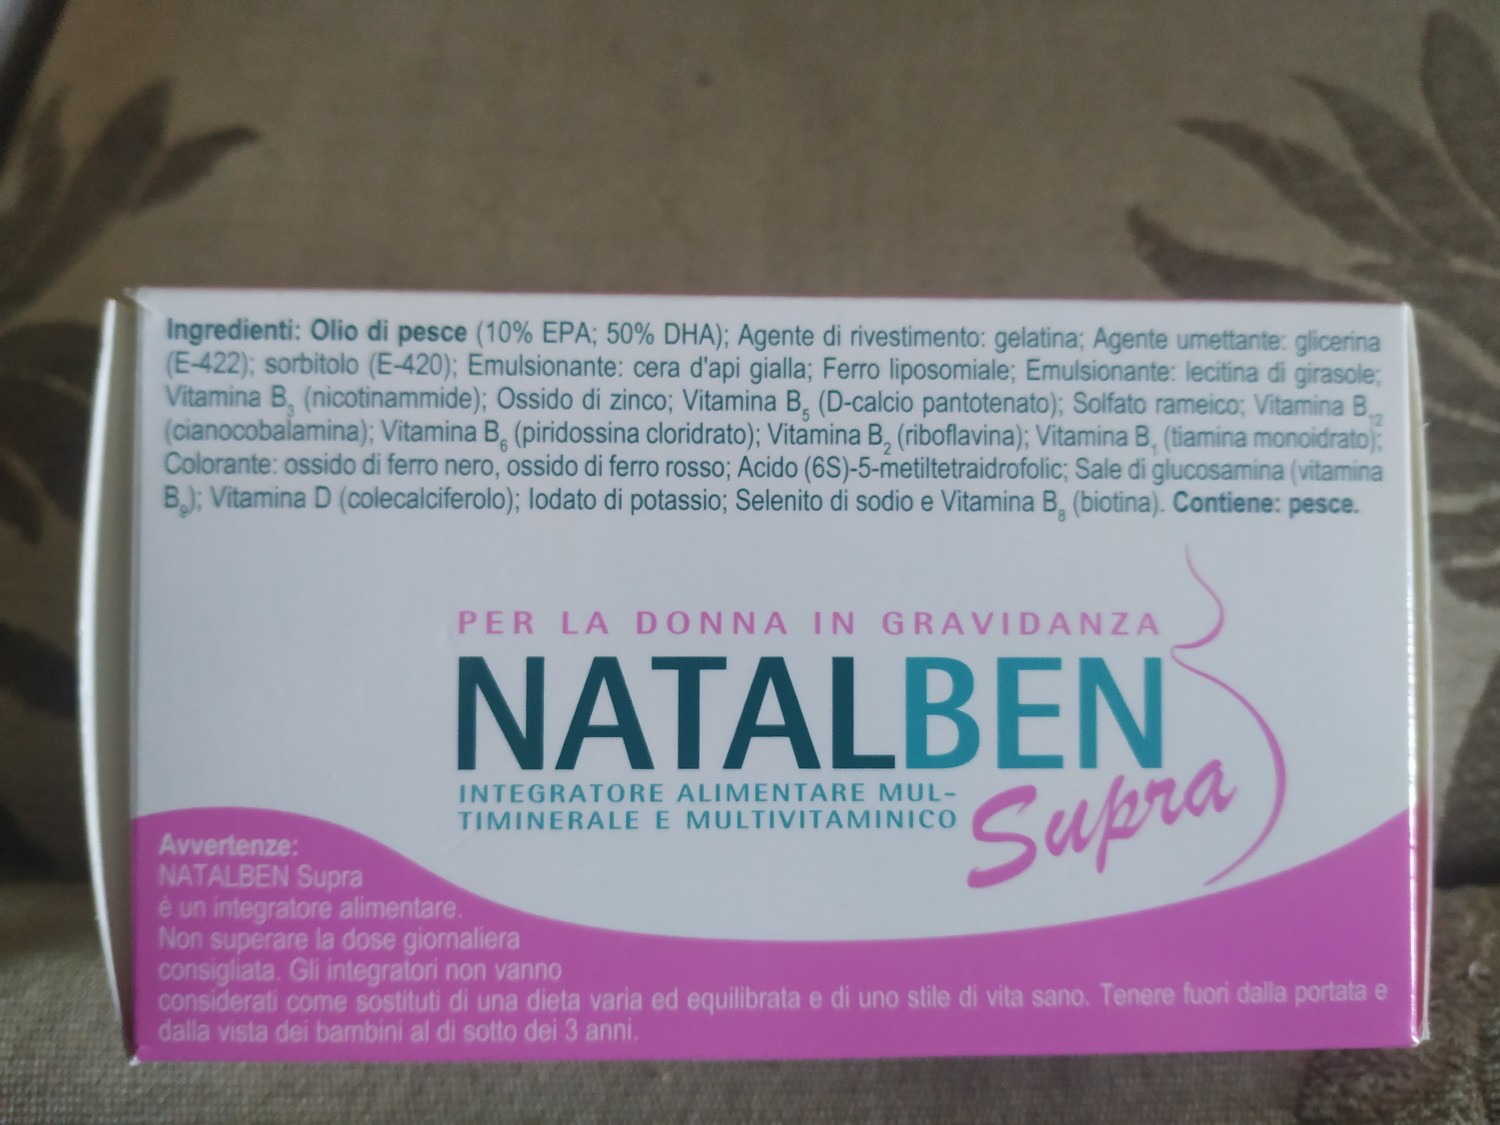 Ingredienti: Olio di pesce (10% EPA; 50% DHA); Agente di rivestimento: gelatina; Agente umettante: glicerina
(E-422); sorbitolo (E-420); Emulsionante: cera d'api gialla; Ferro liposomiale; Emulsionante: lecitina di girasole;
Vitamina B₃ (nicotinammide); Ossido di zinco; Vitamina B₅ (D-calcio pantotenato); Solfato rameico; Vitamina B₁₂
(cianocobalamina); Vitamina B₆ (piridossina cloridrato); Vitamina B₂ (riboflavina); Vitamina B₁ (tiamina monoidrato);
Colorante: ossido di ferro nero, ossido di ferro rosso; Acido (6S)-5-metiltetraidrofolic; Sale di glucosamina (vitamina
B₉); Vitamina D (colecalciferolo); Iodato di potassio; Selenito di sodio e Vitamina B₈ (biotina). Contiene: pesce.
PER LA DONNA IN GRAVIDANZA
NATALBEN
Supra
INTEGRATORE ALIMENTARE MUL-
TIMINERALE E MULTIVITAMINICO
Avvertenze:
NATALBEN Supra
è un integratore alimentare.
Non superare la dose giornaliera
consigliata. Gli integratori non vanno
considerati come sostituti di una dieta varia ed equilibrata e di uno stile di vita sano. Tenere fuori dalla portata e
dalla vista dei bambini al di sotto dei 3 anni.